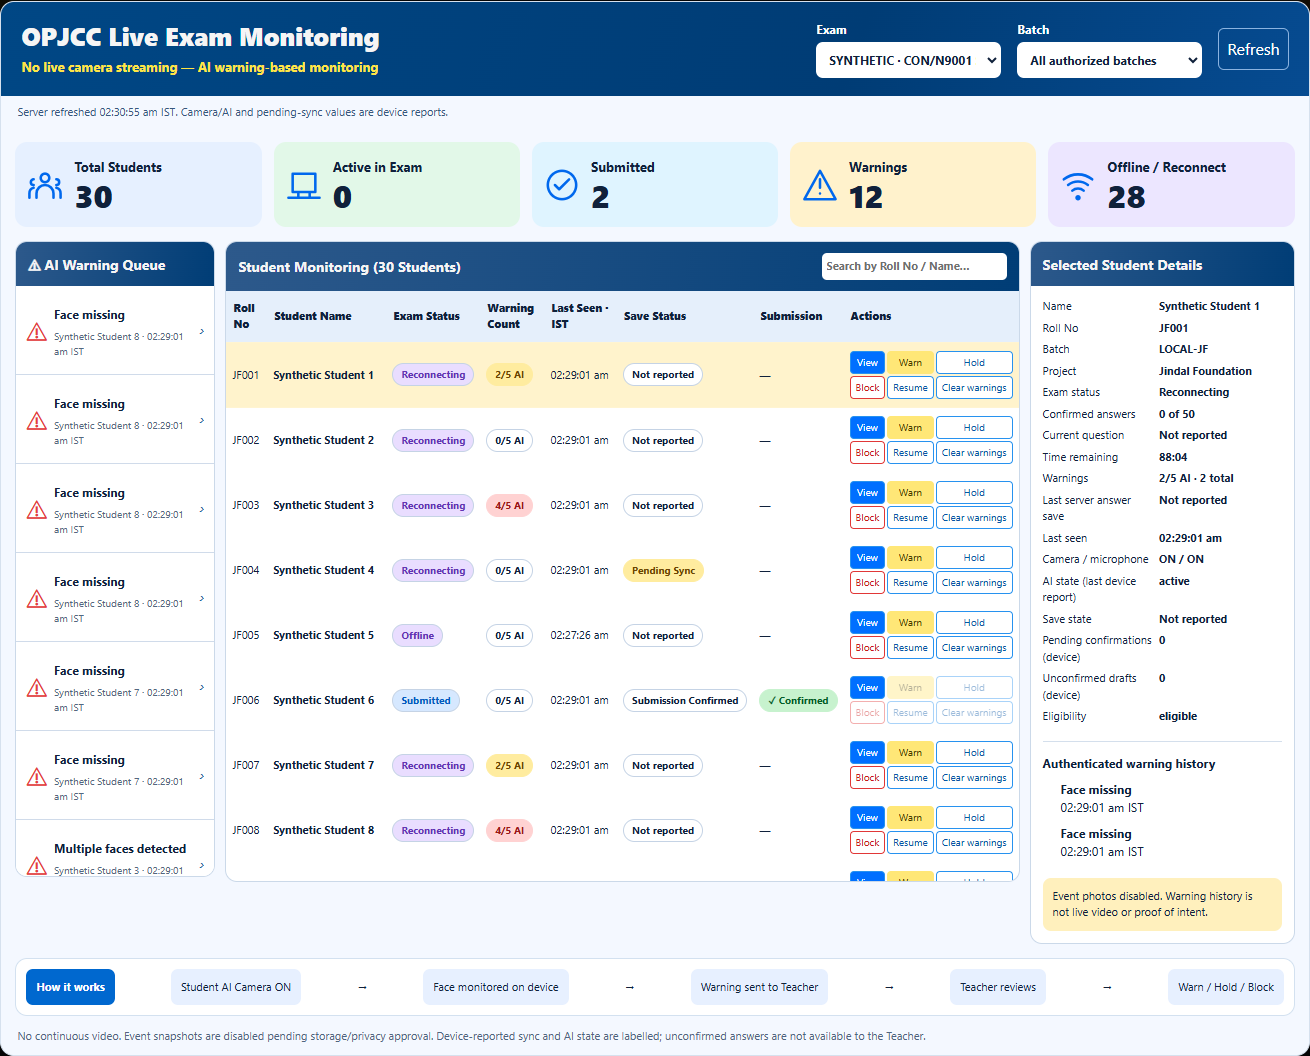 OPJCC Live Exam Monitoring
No live camera streaming — AI warning-based monitoring
Exam
SYNTHETIC · CON/N9001
Batch
All authorized batches
Refresh
Server refreshed 02:30:55 am IST. Camera/AI and pending-sync values are device reports.
Total Students
30
Active in Exam
0
Submitted
2
Warnings
12
Offline / Reconnect
28
⚠ AI Warning Queue
Face missing
Synthetic Student 8 · 02:29:01
am IST
›
Face missing
Synthetic Student 8 · 02:29:01
am IST
›
Face missing
Synthetic Student 8 · 02:29:01
am IST
›
Face missing
Synthetic Student 8 · 02:29:01
am IST
›
Face missing
Synthetic Student 7 · 02:29:01
am IST
›
Face missing
Synthetic Student 7 · 02:29:01
am IST
›
Multiple faces detected
Synthetic Student 3 · 02:29:01
›
Student Monitoring (30 Students)
Search by Roll No / Name...
Roll No Student Name Exam Status Warning Count Last Seen · IST Save Status Submission Actions
JF001 Synthetic Student 1 Reconnecting 2/5 AI 02:29:01 am Not reported — View Warn Hold
Block Resume Clear warnings
JF002 Synthetic Student 2 Reconnecting 0/5 AI 02:29:01 am Not reported — View Warn Hold
Block Resume Clear warnings
JF003 Synthetic Student 3 Reconnecting 4/5 AI 02:29:01 am Not reported — View Warn Hold
Block Resume Clear warnings
JF004 Synthetic Student 4 Reconnecting 0/5 AI 02:29:01 am Pending Sync — View Warn Hold
Block Resume Clear warnings
JF005 Synthetic Student 5 Offline 0/5 AI 02:27:26 am Not reported — View Warn Hold
Block Resume Clear warnings
JF006 Synthetic Student 6 Submitted 0/5 AI 02:29:01 am Submission Confirmed ✓ Confirmed View Warn Hold
Block Resume Clear warnings
JF007 Synthetic Student 7 Reconnecting 2/5 AI 02:29:01 am Not reported — View Warn Hold
Block Resume Clear warnings
JF008 Synthetic Student 8 Reconnecting 4/5 AI 02:29:01 am Not reported — View Warn Hold
Block Resume Clear warnings
Selected Student Details
Name Synthetic Student 1
Roll No JF001
Batch LOCAL-JF
Project Jindal Foundation
Exam status Reconnecting
Confirmed answers 0 of 50
Current question Not reported
Time remaining 88:04
Warnings 2/5 AI · 2 total
Last server answer save Not reported
Last seen 02:29:01 am
Camera / microphone ON / ON
AI state (last device report) active
Save state Not reported
Pending confirmations (device) 0
Unconfirmed drafts (device) 0
Eligibility eligible
Authenticated warning history
Face missing
02:29:01 am IST
Face missing
02:29:01 am IST
Event photos disabled. Warning history is
not live video or proof of intent.
How it works Student AI Camera ON → Face monitored on device → Warning sent to Teacher → Teacher reviews → Warn / Hold / Block
No continuous video. Event snapshots are disabled pending storage/privacy approval. Device-reported sync and AI state are labelled; unconfirmed answers are not available to the Teacher.